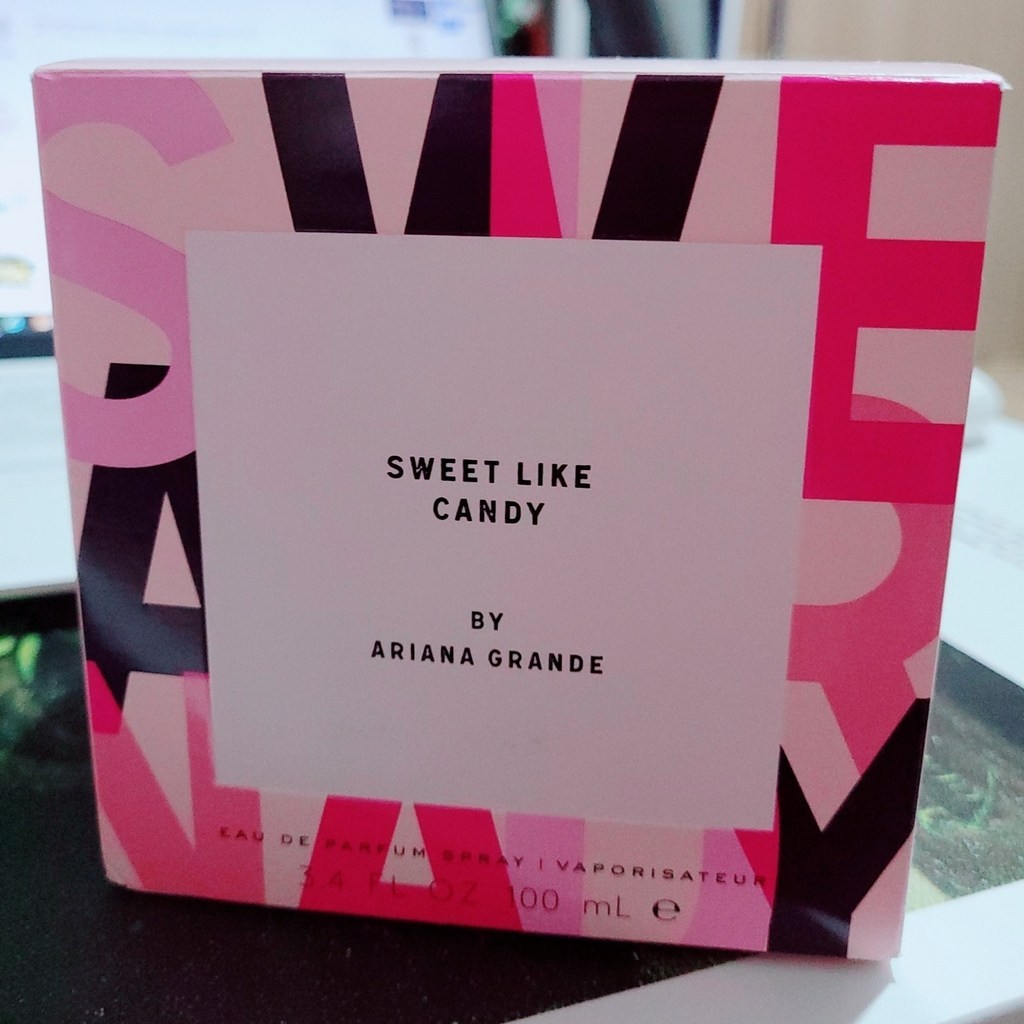 SWEET LIKE
CANDY
BY
ARIANA GRANDE
EAU DE PARFUM SPRAY | VAPORISATEUR
3.4 FL OZ 100 mL ℮